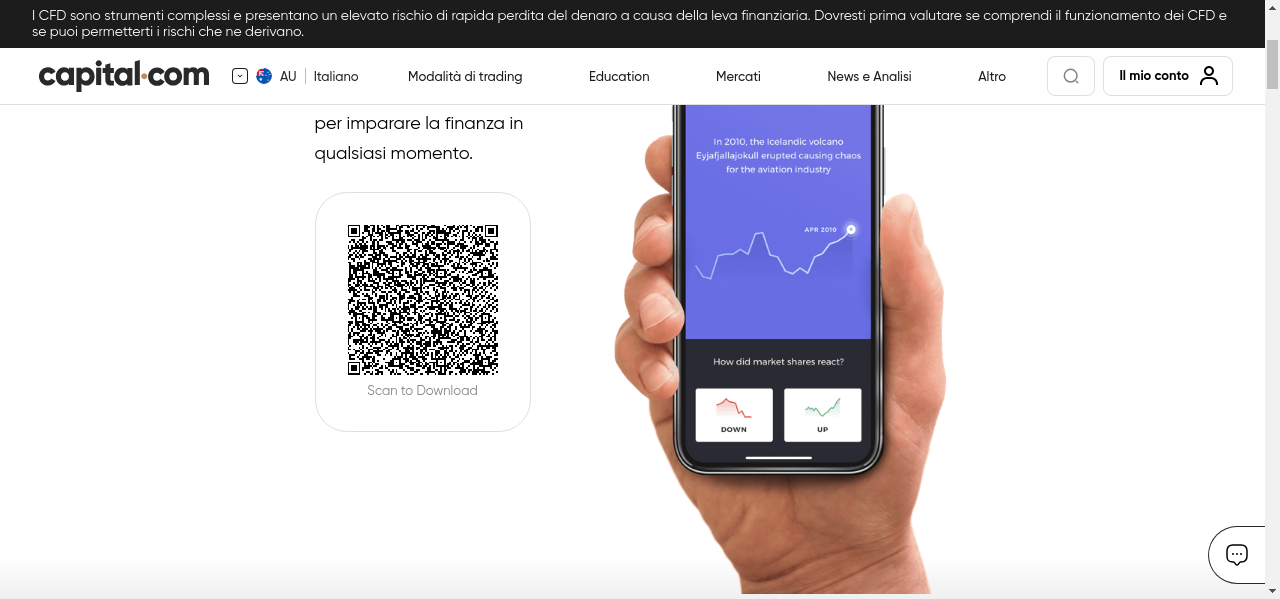 I CFD sono strumenti complessi e presentano un elevato rischio di rapida perdita del denaro a causa della leva finanziaria. Dovresti prima valutare se comprendi il funzionamento dei CFD e
se puoi permetterti i rischi che ne derivano.
capital.com
AU
Italiano
Modalità di trading
Education
Mercati
News e Analisi
Altro
Il mio conto
per imparare la finanza in
qualsiasi momento.
Scan to Download
In 2010, the Icelandic volcano
Eyjafjallajokull erupted causing chaos
for the aviation industry
APR 2010
How did market shares react?
DOWN
UP